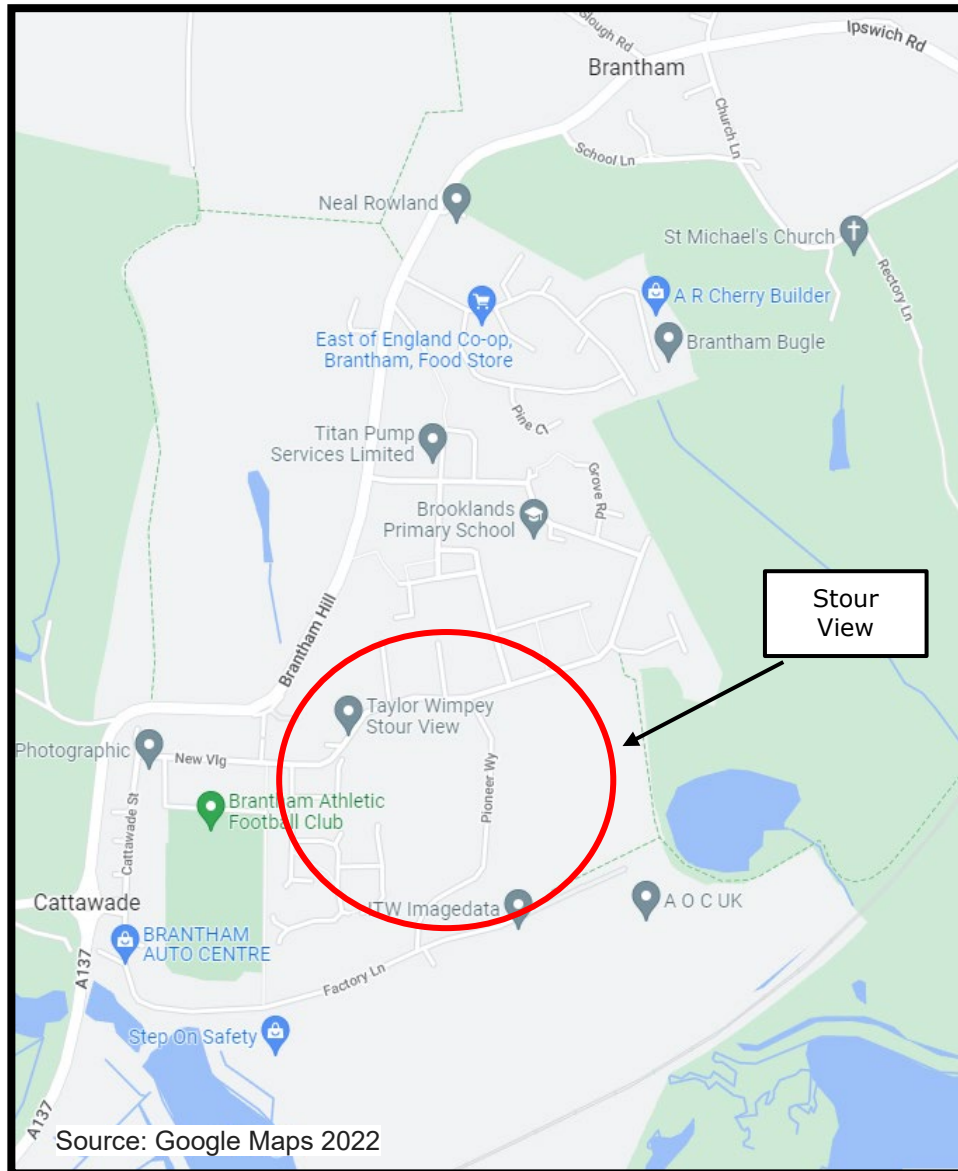 Slough Rd
Ipswich Rd
Brantham
Church Ln
School Ln
Neal Rowland
St Michael's Church
Rectory Ln
A R Cherry Builder
East of England Co-op,
Brantham, Food Store
Brantham Bugle
Pine Ct
Titan Pump
Services Limited
Grove Rd
Brooklands
Primary School
Stour
View
Brantham Hill
Taylor Wimpey
Stour View
Photographic
New Vlg
Pioneer Wy
Brantham Athletic
Football Club
Cattawade St
Cattawade
ITW Imagedata
A O C UK
BRANTHAM
AUTO CENTRE
A137
Factory Ln
Step On Safety
A137
Source: Google Maps 2022